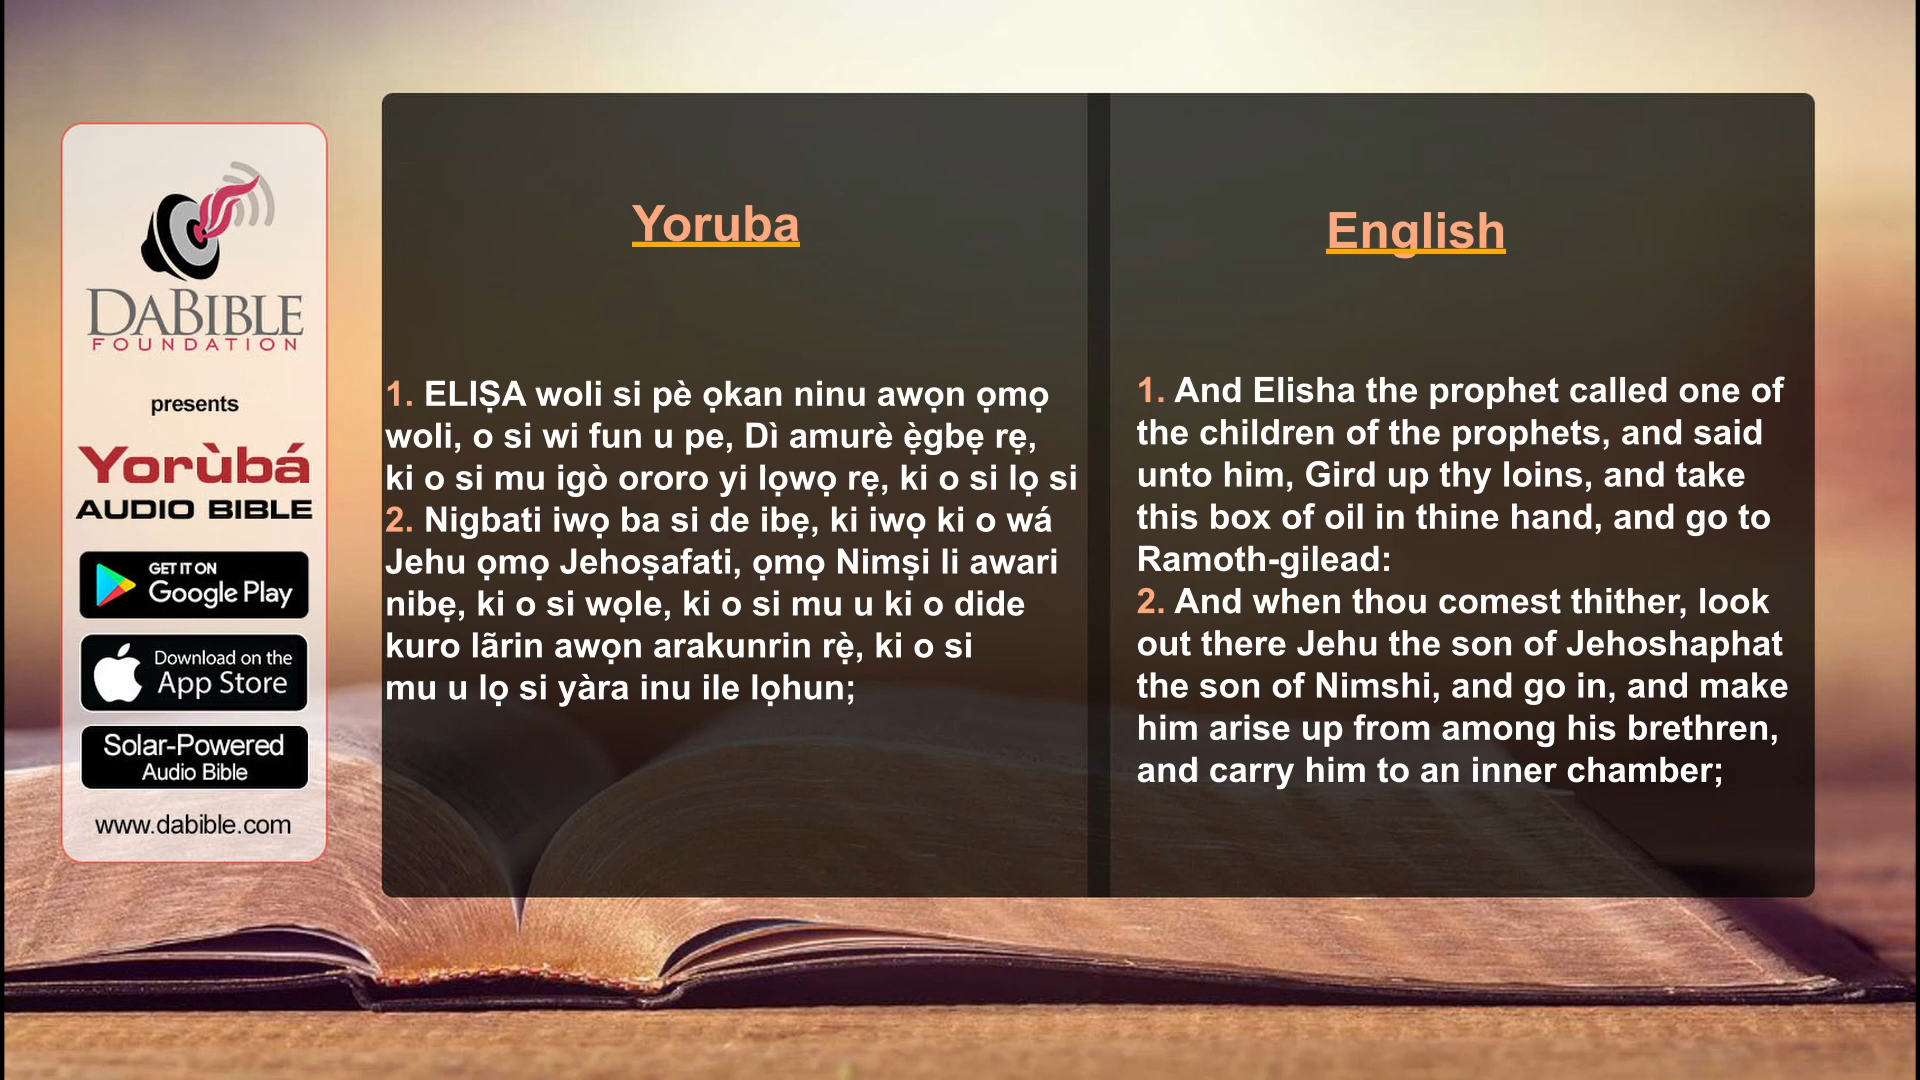 DABIBLE
FOUNDATION
presents
Yorùbá
AUDIO BIBLE
GET IT ON
Google Play
Download on the
App Store
Solar-Powered
Audio Bible
www.dabible.com
Yoruba
1. ELIṢA woli si pè ọkan ninu awọn ọmọ
woli, o si wi fun u pe, Dì amurè ẹ̀gbẹ rẹ,
ki o si mu igò ororo yi lọwọ rẹ, ki o si lọ si
2. Nigbati iwọ ba si de ibẹ, ki iwọ ki o wá
Jehu ọmọ Jehoṣafati, ọmọ Nimṣi li awari
nibẹ, ki o si wọle, ki o si mu u ki o dide
kuro lãrin awọn arakunrin rẹ̀, ki o si
mu u lọ si yàra inu ile lọhun;
English
1. And Elisha the prophet called one of
the children of the prophets, and said
unto him, Gird up thy loins, and take
this box of oil in thine hand, and go to
Ramoth-gilead:
2. And when thou comest thither, look
out there Jehu the son of Jehoshaphat
the son of Nimshi, and go in, and make
him arise up from among his brethren,
and carry him to an inner chamber;